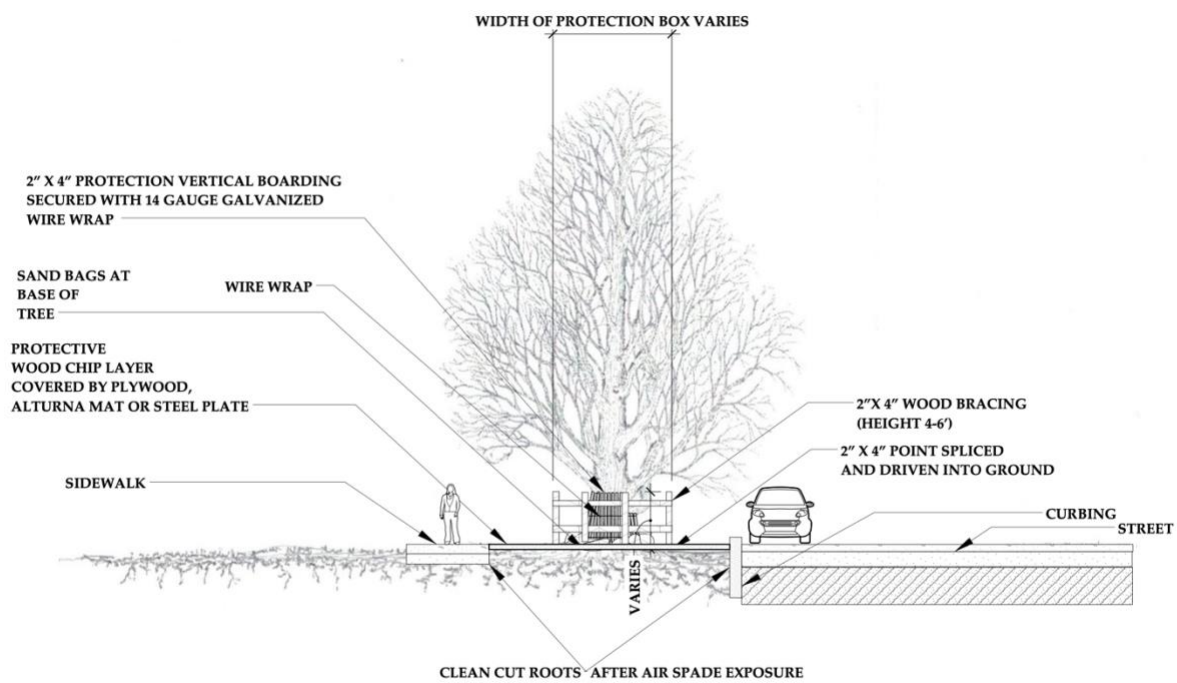 WIDTH OF PROTECTION BOX VARIES
2" X 4" PROTECTION VERTICAL BOARDING
SECURED WITH 14 GAUGE GALVANIZED
WIRE WRAP
SAND BAGS AT
BASE OF
TREE
WIRE WRAP
PROTECTIVE
WOOD CHIP LAYER
COVERED BY PLYWOOD,
ALTURNA MAT OR STEEL PLATE
2"X 4" WOOD BRACING
(HEIGHT 4-6')
2" X 4" POINT SPLICED
AND DRIVEN INTO GROUND
SIDEWALK
CURBING
STREET
VARIES
CLEAN CUT ROOTS AFTER AIR SPADE EXPOSURE